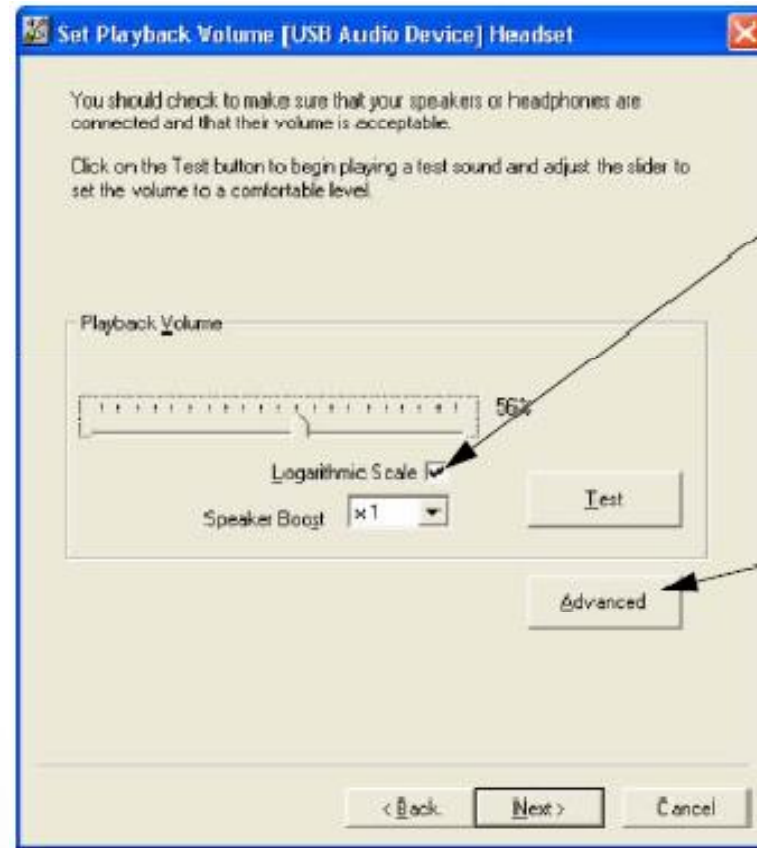 Set Playback Volume [USB Audio Device] Headset
You should check to make sure that your speakers or headphones are
connected and that their volume is acceptable.
Click on the Test button to begin playing a test sound and adjust the slider to
set the volume to a comfortable level.
Playback Volume
56%
Logarithmic Scale
Speaker Boost x1
Test
Advanced
< Back
Next >
Cancel